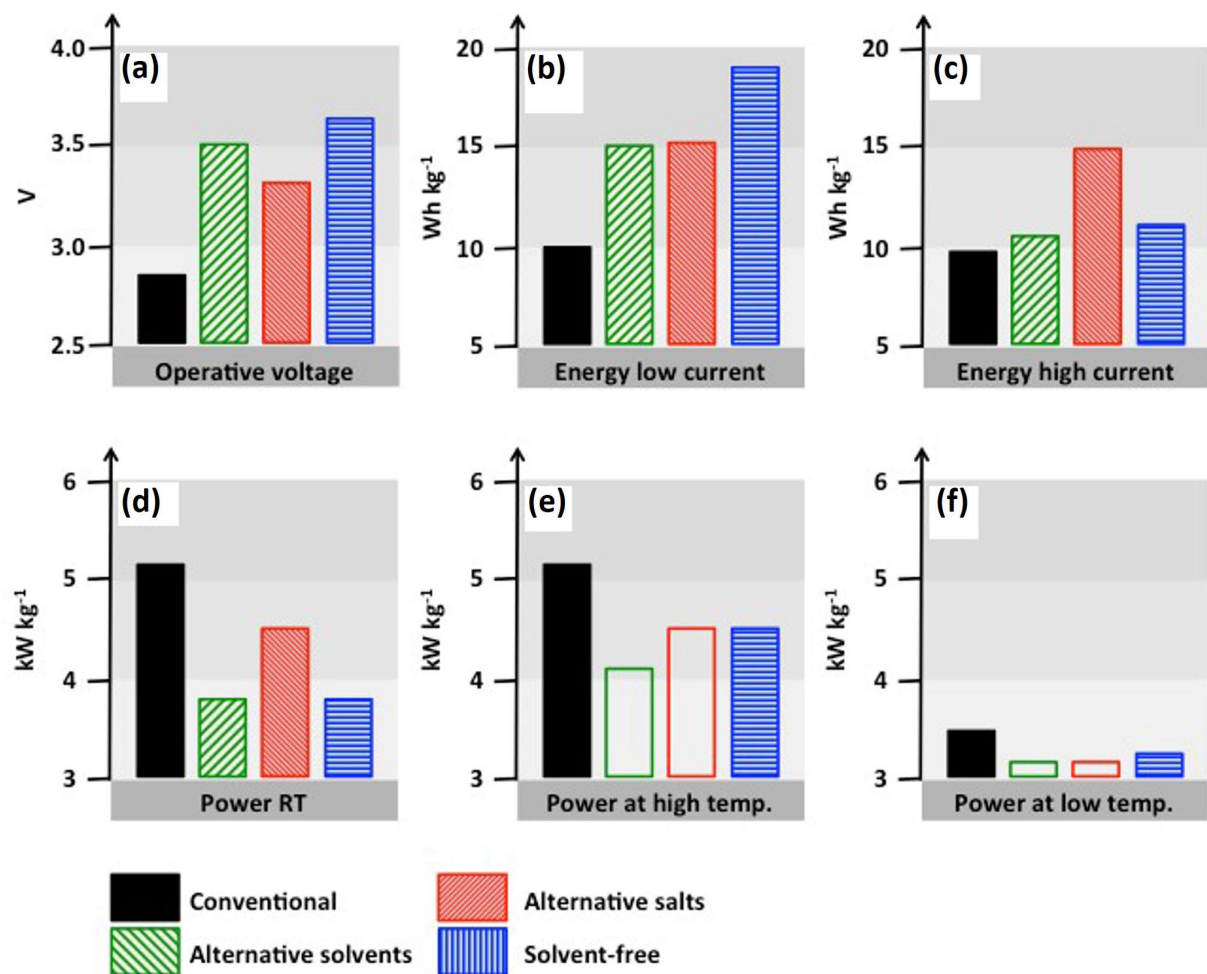 (a)
4.0
3.5
3.0
2.5
V
Operative voltage
(b)
20
15
10
5
Wh kg⁻¹
Energy low current
(c)
20
15
10
5
Wh kg⁻¹
Energy high current
(d)
6
5
4
3
kW kg⁻¹
Power RT
(e)
6
5
4
3
kW kg⁻¹
Power at high temp.
(f)
6
5
4
3
kW kg⁻¹
Power at low temp.
Conventional
Alternative salts
Alternative solvents
Solvent-free